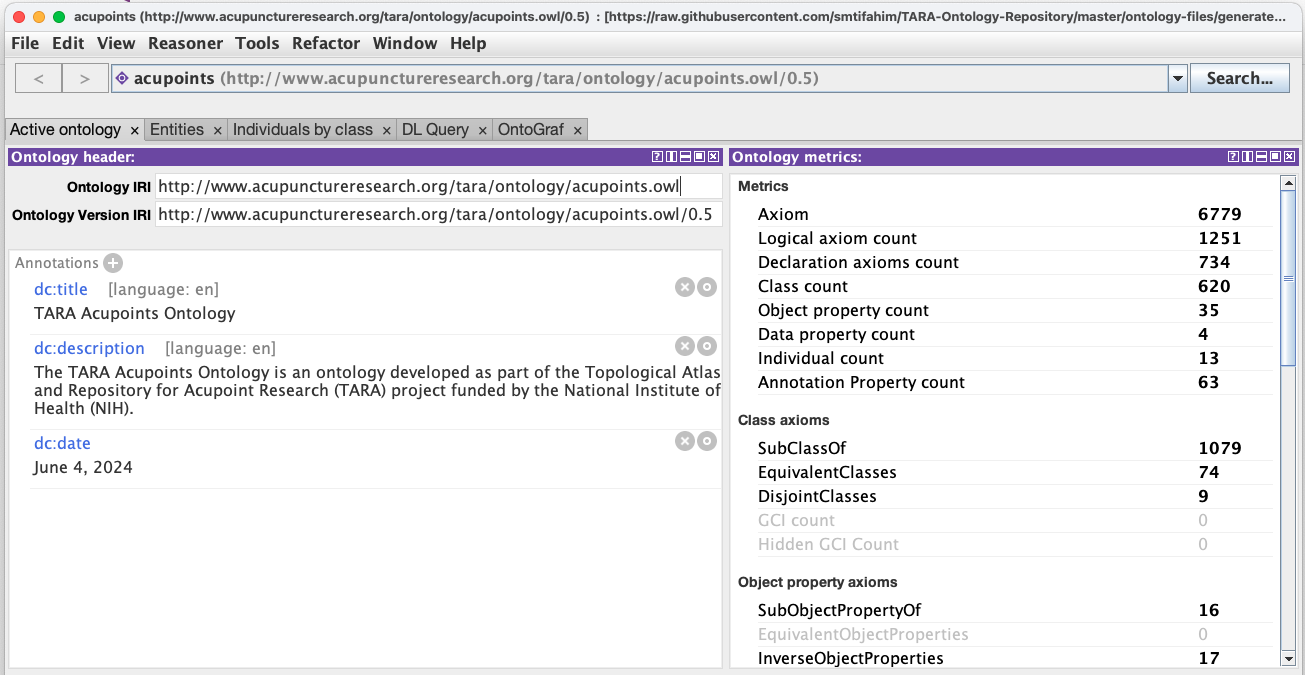 acupoints (http://www.acupunctureresearch.org/tara/ontology/acupoints.owl/0.5) : [https://raw.githubusercontent.com/smtifahim/TARA-Ontology-Repository/master/ontology-files/generate...
File Edit View Reasoner Tools Refactor Window Help
< > acupoints (http://www.acupunctureresearch.org/tara/ontology/acupoints.owl/0.5) Search...
Active ontology × Entities × Individuals by class × DL Query × OntoGraf ×
Ontology header:
Ontology IRI http://www.acupunctureresearch.org/tara/ontology/acupoints.owl
Ontology Version IRI http://www.acupunctureresearch.org/tara/ontology/acupoints.owl/0.5
Annotations
dc:title [language: en]
TARA Acupoints Ontology
dc:description [language: en]
The TARA Acupoints Ontology is an ontology developed as part of the Topological Atlas
and Repository for Acupoint Research (TARA) project funded by the National Institute of
Health (NIH).
dc:date
June 4, 2024
Ontology metrics:
Metrics
Axiom 6779
Logical axiom count 1251
Declaration axioms count 734
Class count 620
Object property count 35
Data property count 4
Individual count 13
Annotation Property count 63
Class axioms
SubClassOf 1079
EquivalentClasses 74
DisjointClasses 9
GCI count 0
Hidden GCI Count 0
Object property axioms
SubObjectPropertyOf 16
EquivalentObjectProperties 0
InverseObjectProperties 17